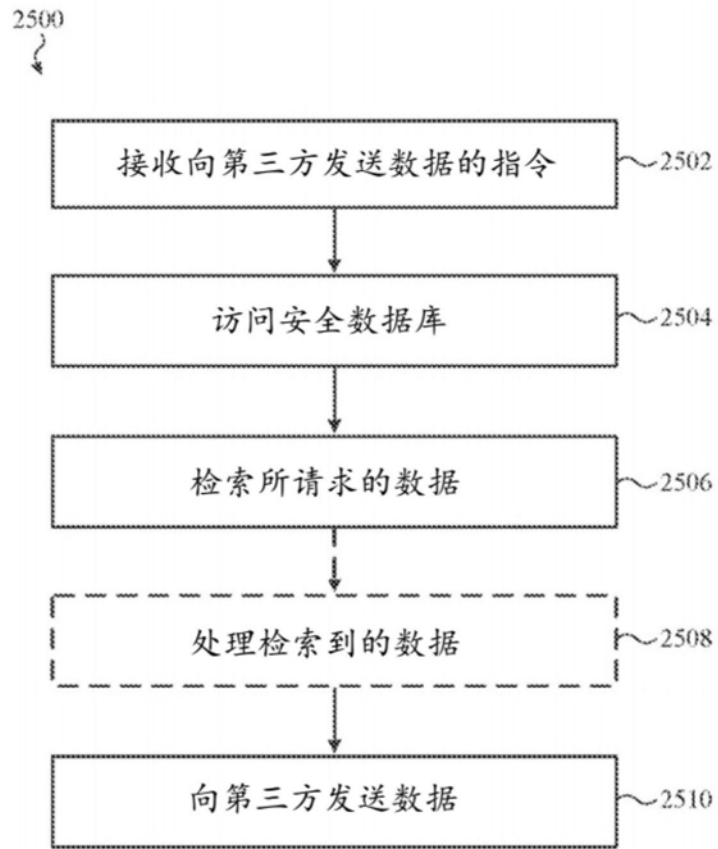 2500
接收向第三方发送数据的指令
2502
访问安全数据库
2504
检索所请求的数据
2506
处理检索到的数据
2508
向第三方发送数据
2510